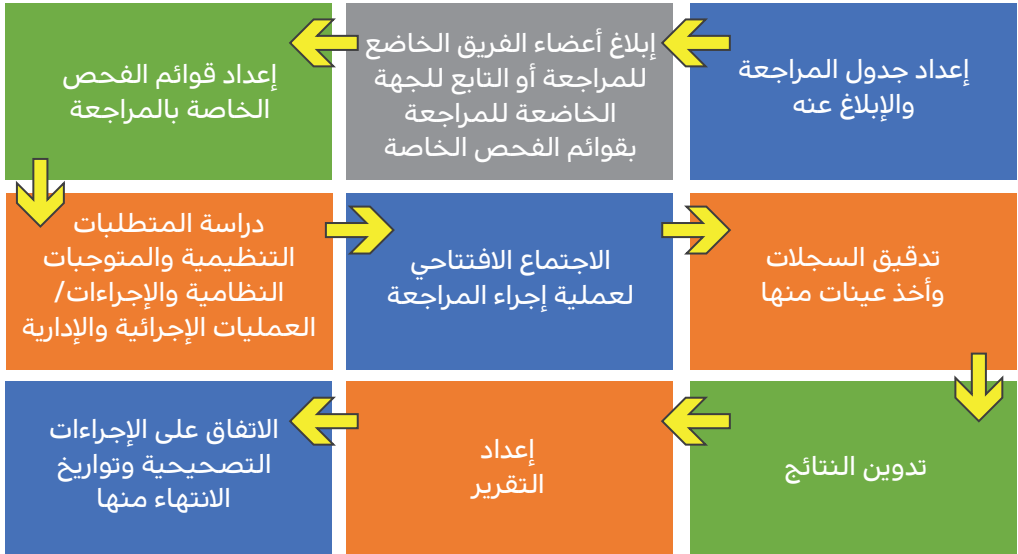 إعداد جدول المراجعة
والإبلاغ عنه
إبلاغ أعضاء الفريق الخاضع
للمراجعة أو التابع للجهة
الخاضعة للمراجعة
بقوائم الفحص الخاصة
إعداد قوائم الفحص
الخاصة بالمراجعة
دراسة المتطلبات
التنظيمية والمتوجبات
النظامية والإجراءات/
العمليات الإجرائية والإدارية
الاجتماع الافتتاحي
لعملية إجراء المراجعة
تدقيق السجلات
وأخذ عينات منها
تدوين النتائج
إعداد
التقرير
الاتفاق على الإجراءات
التصحيحية وتواريخ
الانتهاء منها